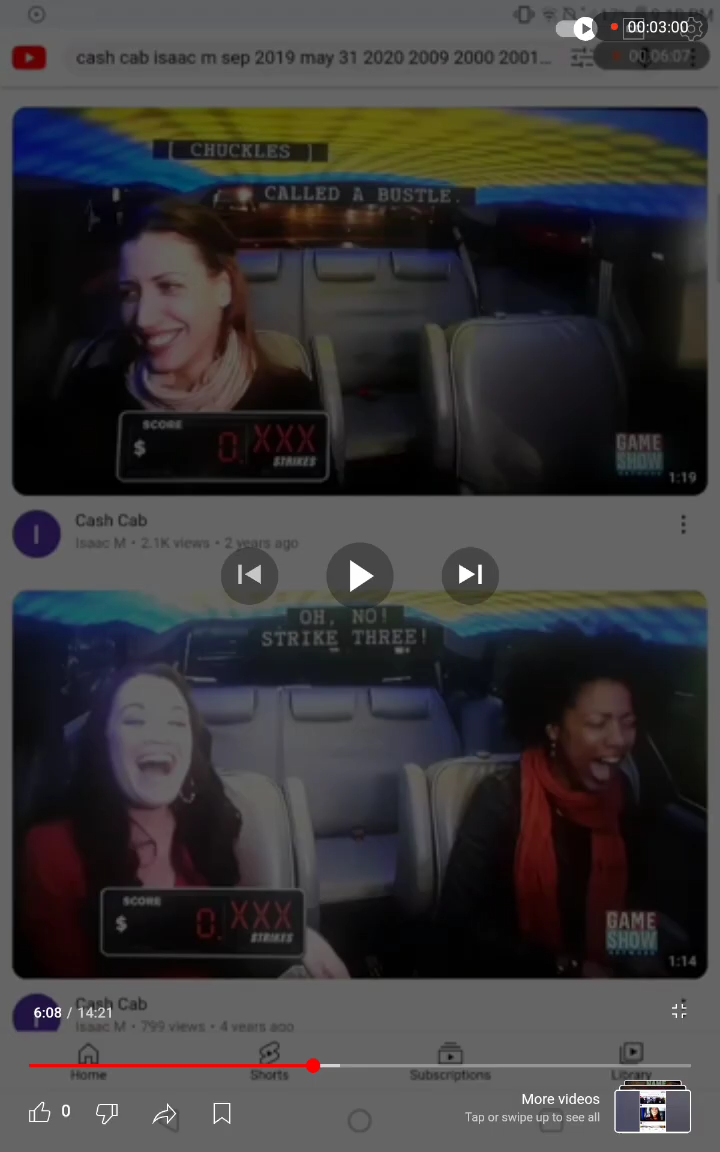 00:03:00
cash cab isaac m sep 2019 may 31 2020 2009 2000 2001...
00:06:07
[ CHUCKLES ]
CALLED A BUSTLE.
SCORE
$ 0. XXX
STRIKES
GAME
SHOW
NETWORK
1:19
I
Cash Cab
Isaac M • 2.1K views • 2 years ago
OH, NO!
STRIKE THREE!
SCORE
$ 0. XXX
STRIKES
GAME
SHOW
NETWORK
1:14
Cash Cab
6:08 / 14:21
Isaac M • 799 views • 4 years ago
Home
Shorts
Subscriptions
Library
0
More videos
Tap or swipe up to see all